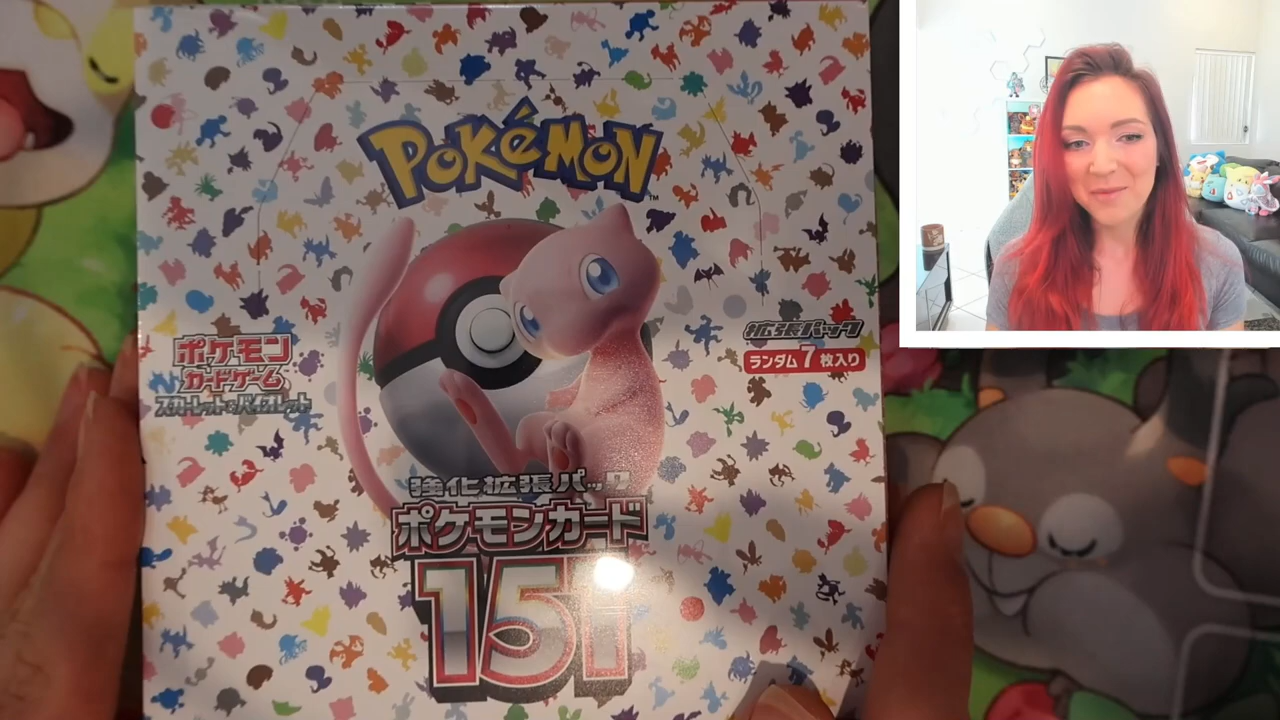 POKéMON
TM
ポケモン
カードゲーム
スカーレット&バイオレット
拡張パック
ランダム7枚入り
強化拡張パック
ポケモンカード
151